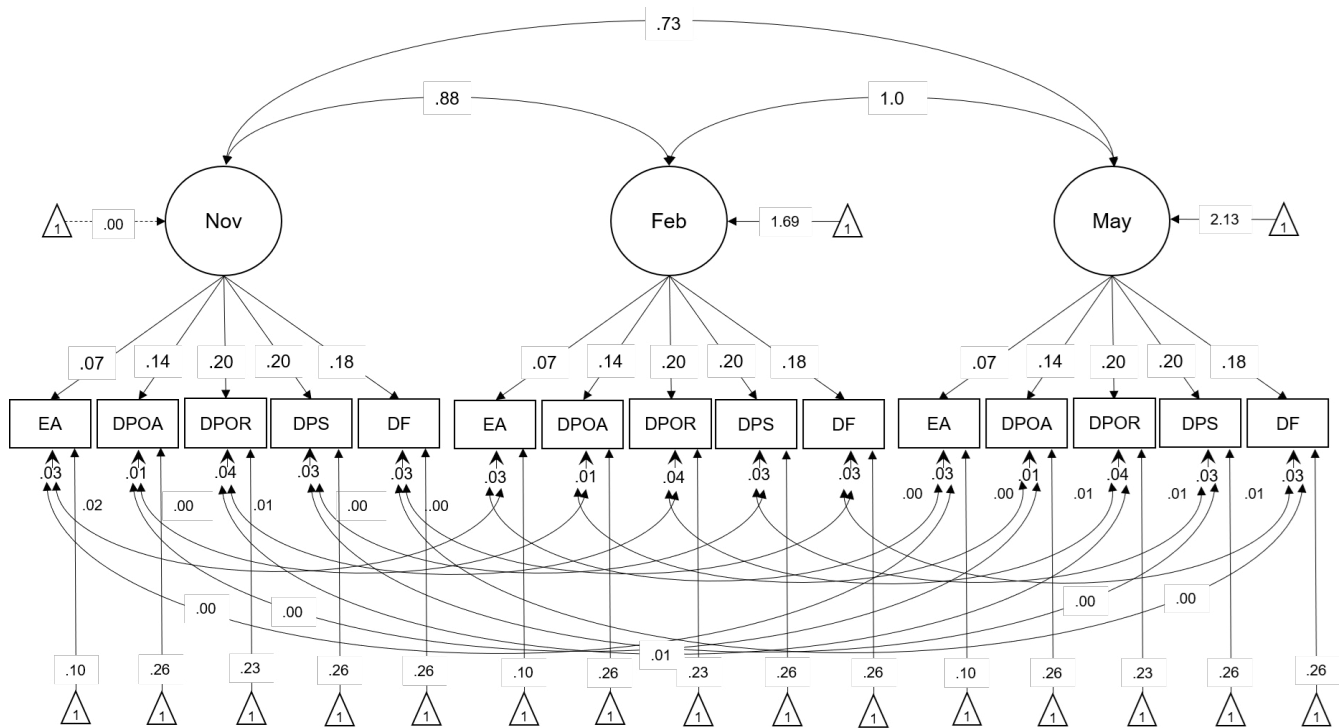 .73
.88 1.0
Nov Feb May
1 .00 1.69 1 2.13 1
.07 .14 .20 .20 .18 .07 .14 .20 .20 .18 .07 .14 .20 .20 .18
EA DPOA DPOR DPS DF EA DPOA DPOR DPS DF EA DPOA DPOR DPS DF
.03 .01 .04 .03 .03 .03 .01 .04 .03 .03 .03 .01 .04 .03 .03
.02 .00 .01 .00 .00 .00 .00 .01 .01 .01
.00 .00 .00 .00
.01
.10 .26 .23 .26 .26 .10 .26 .23 .26 .26 .10 .26 .23 .26 .26
1 1 1 1 1 1 1 1 1 1 1 1 1 1 1